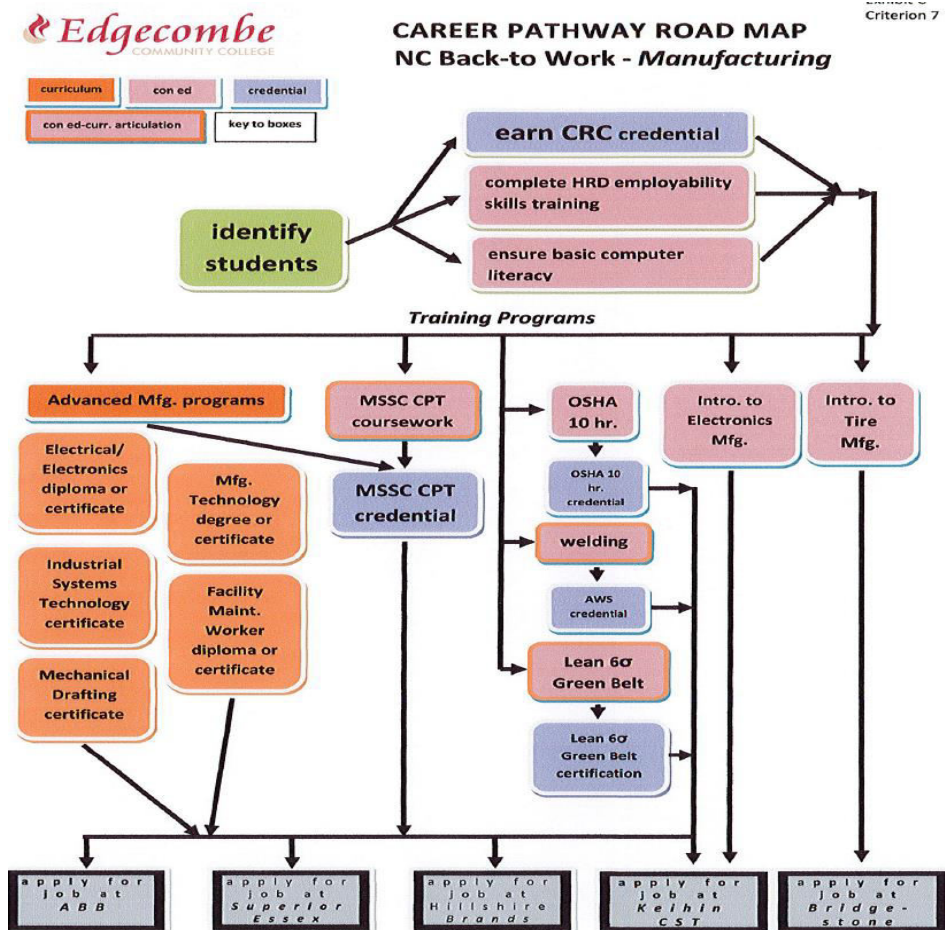 Edgecombe
COMMUNITY COLLEGE
CAREER PATHWAY ROAD MAP
NC Back-to Work - Manufacturing
Criterion 7
curriculum
con ed
credential
con ed-curr. articulation
key to boxes
identify
students
earn CRC credential
complete HRD employability
skills training
ensure basic computer
literacy
Training Programs
Advanced Mfg. programs
Electrical/
Electronics
diploma or
certificate
Industrial
Systems
Technology
certificate
Mechanical
Drafting
certificate
Mfg.
Technology
degree or
certificate
Facility
Maint.
Worker
diploma or
certificate
MSSC CPT
coursework
MSSC CPT
credential
OSHA
10 hr.
OSHA 10
hr.
credential
welding
AWS
credential
Lean 6σ
Green Belt
Lean 6σ
Green Belt
certification
Intro. to
Electronics
Mfg.
Intro. to
Tire
Mfg.
apply for
job at
ABB
apply for
job at
Superior
Essex
apply for
job at
Hillshire
Brands
apply for
job at
Keihin
CST
apply for
job at
Bridge-
stone